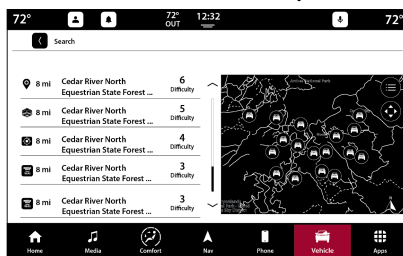 72°
72°
OUT
12:32
72°
Search
8 mi
Cedar River North
Equestrian State Forest ...
6
Difficulty
8 mi
Cedar River North
Equestrian State Forest ...
5
Difficulty
8 mi
Cedar River North
Equestrian State Forest ...
4
Difficulty
8 mi
Cedar River North
Equestrian State Forest ...
3
Difficulty
8 mi
Cedar River North
Equestrian State Forest ...
3
Difficulty
Home
Media
Comfort
Nav
Phone
Vehicle
Apps